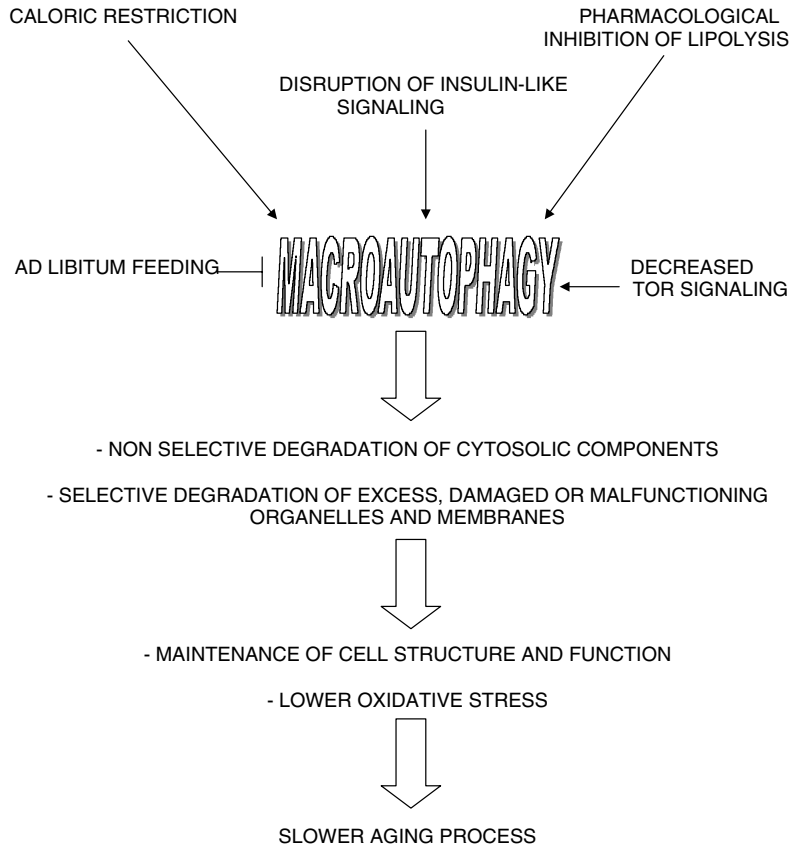 CALORIC RESTRICTION
PHARMACOLOGICAL
INHIBITION OF LIPOLYSIS
DISRUPTION OF INSULIN-LIKE
SIGNALING
MACROAUTOPHAGY
AD LIBITUM FEEDING
DECREASED
TOR SIGNALING
- NON SELECTIVE DEGRADATION OF CYTOSOLIC COMPONENTS
- SELECTIVE DEGRADATION OF EXCESS, DAMAGED OR MALFUNCTIONING
ORGANELLES AND MEMBRANES
- MAINTENANCE OF CELL STRUCTURE AND FUNCTION
- LOWER OXIDATIVE STRESS
SLOWER AGING PROCESS